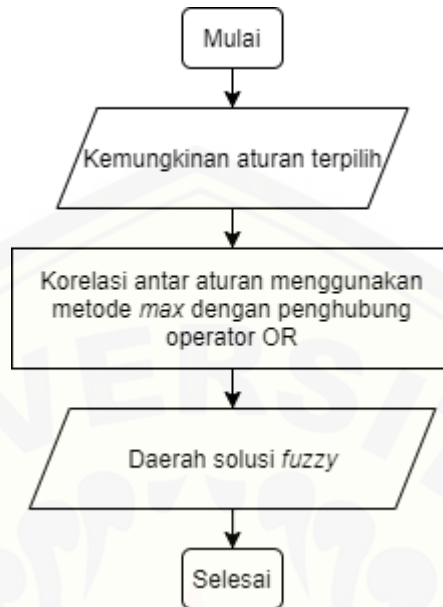 Mulai
Kemungkinan aturan terpilih
Korelasi antar aturan menggunakan
metode max dengan penghubung
operator OR
Daerah solusi fuzzy
Selesai